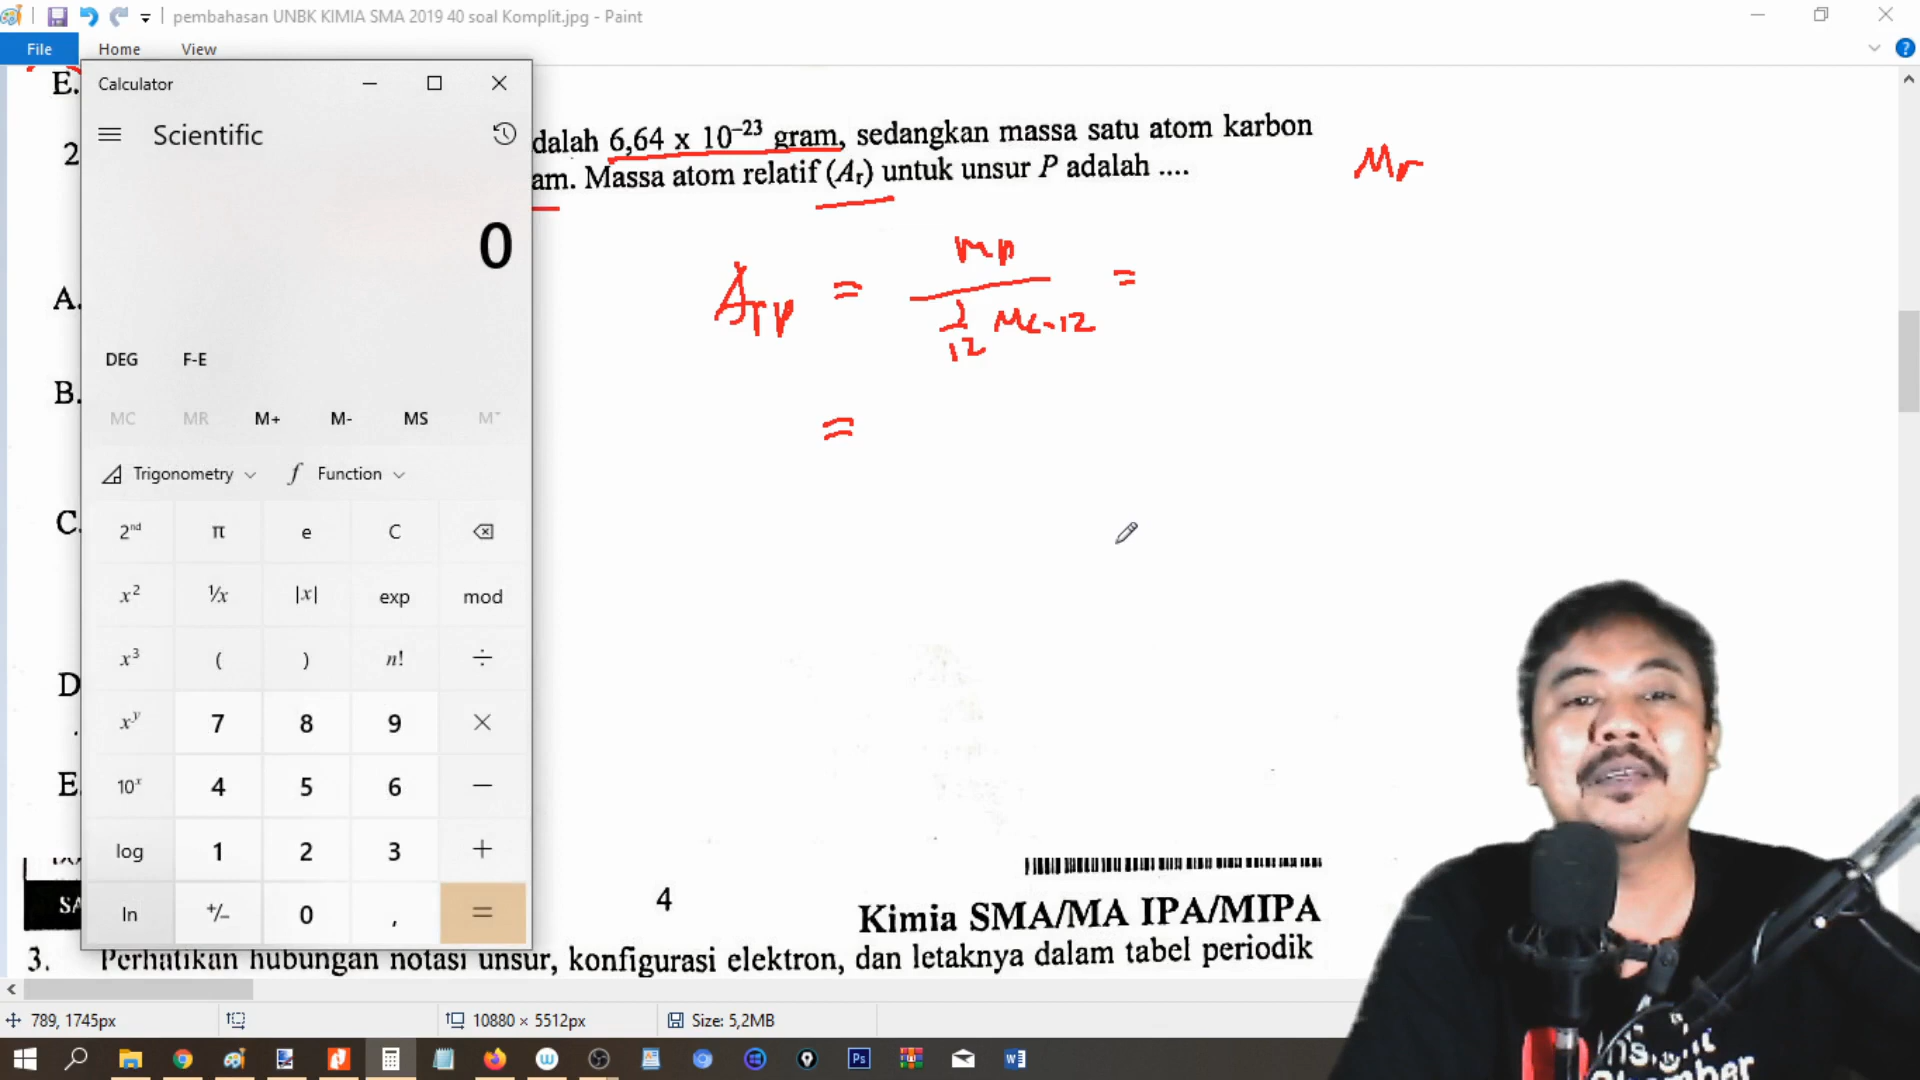 pembahasan UNBK KIMIA SMA 2019 40 soal Komplit.jpg - Paint
File Home View
E.
Calculator
Scientific
0
DEG F-E
MC MR M+ M- MS M˅
Trigonometry Function
2nd π e C
x² ¹⁄x |x| exp mod
x³ ( ) n! ÷
xʸ 7 8 9 ×
10ˣ 4 5 6 −
log 1 2 3 +
ln +/− 0 , =
2
dalah 6,64 x 10⁻²³ gram, sedangkan massa satu atom karbon
am. Massa atom relatif (Aᵣ) untuk unsur P adalah ....
Mr
A.
B.
C.
D
E
Ar p = mp / 1/12 mc-12 =
=
SA
4
Kimia SMA/MA IPA/MIPA
3. Perhatikan hubungan notasi unsur, konfigurasi elektron, dan letaknya dalam tabel periodik
789, 1745px
10880 × 5512px
Size: 5,2MB
Ps